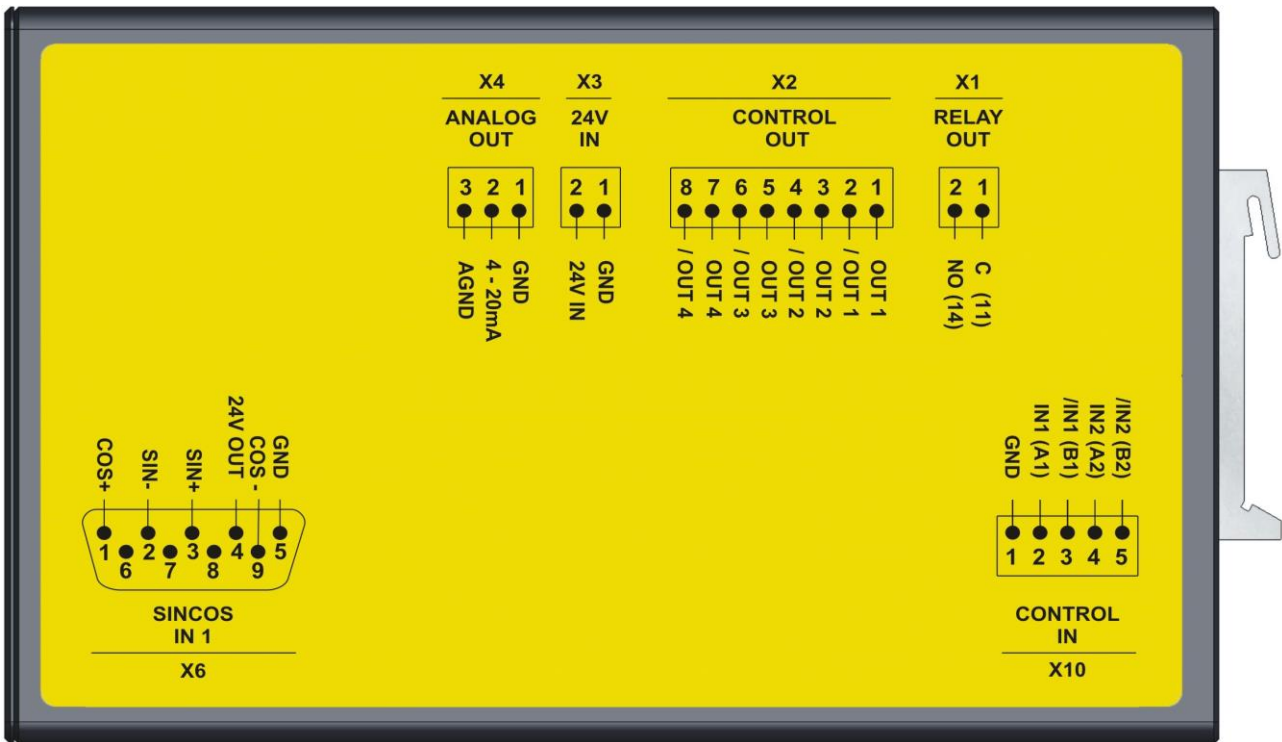 X4 X3 X2 X1
ANALOG OUT
24V IN
CONTROL OUT
RELAY OUT
3 2 1
2 1
8 7 6 5 4 3 2 1
2 1
AGND
4 - 20mA
GND
24V IN
GND
/ OUT 4
OUT 4
/ OUT 3
OUT 3
/ OUT 2
OUT 2
/ OUT 1
OUT 1
NO (14)
C (11)
COS+
SIN-
SIN+
24V OUT
COS -
GND
1 2 3 4 5
6 7 8 9
SINCOS
IN 1
X6
GND
IN1 (A1)
/IN1 (B1)
IN2 (A2)
/IN2 (B2)
1 2 3 4 5
CONTROL
IN
X10